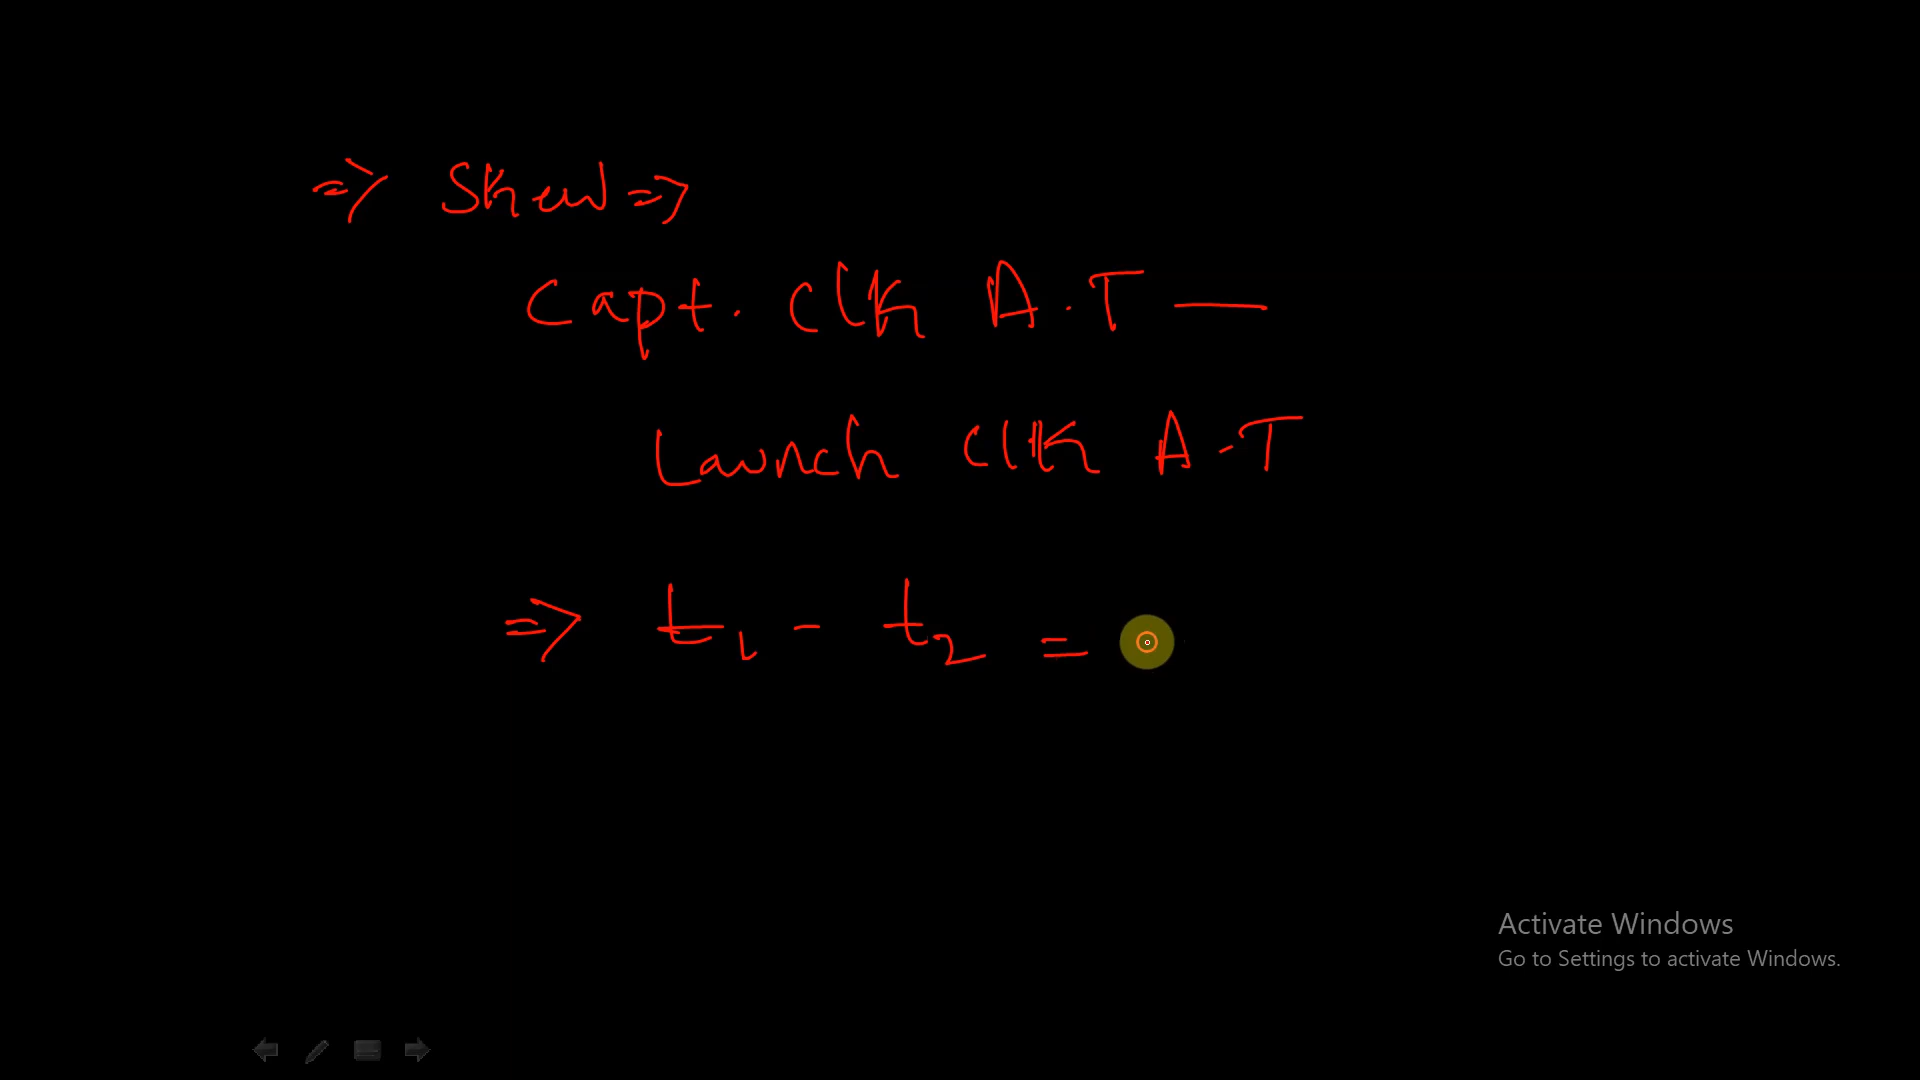 ⇒ Skew ⇒
Capt. Clk A.T —
Launch Clk A.T
⇒ t₁ - t₂ =
Activate Windows
Go to Settings to activate Windows.